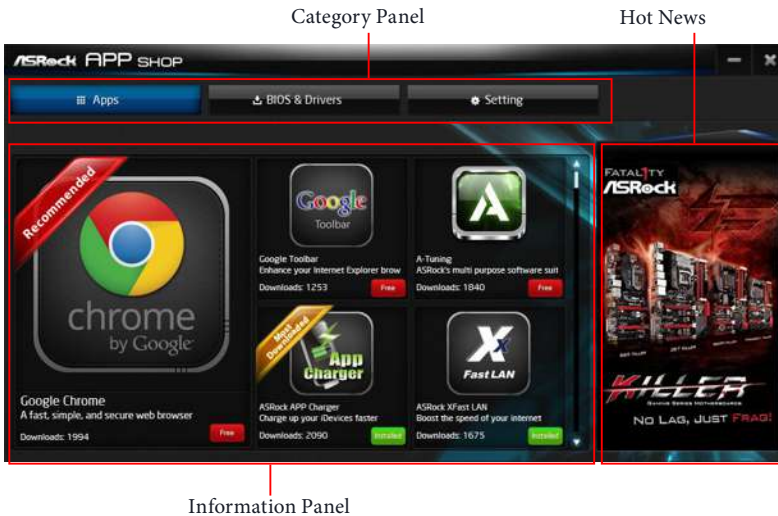 Category Panel
Hot News
ASRock APP SHOP
Apps
BIOS & Drivers
Setting
Recommended
chrome
by Google
Google Chrome
A fast, simple, and secure web browser
Downloads: 1994
Free
Google
Toolbar
Google Toolbar
Enhance your Internet Explorer brow
Downloads: 1253
Free
A-Tuning
ASRock's multi purpose software suit
Downloads: 1840
Free
Most
Downloaded
App
Charger
ASRock APP Charger
Charge up your iDevices faster
Downloads: 2090
Installed
Fast LAN
ASRock XFast LAN
Boost the speed of your internet
Downloads: 1675
Installed
FATAL1TY
ASRock
KILLER
NO LAG, JUST FRAG!
Information Panel